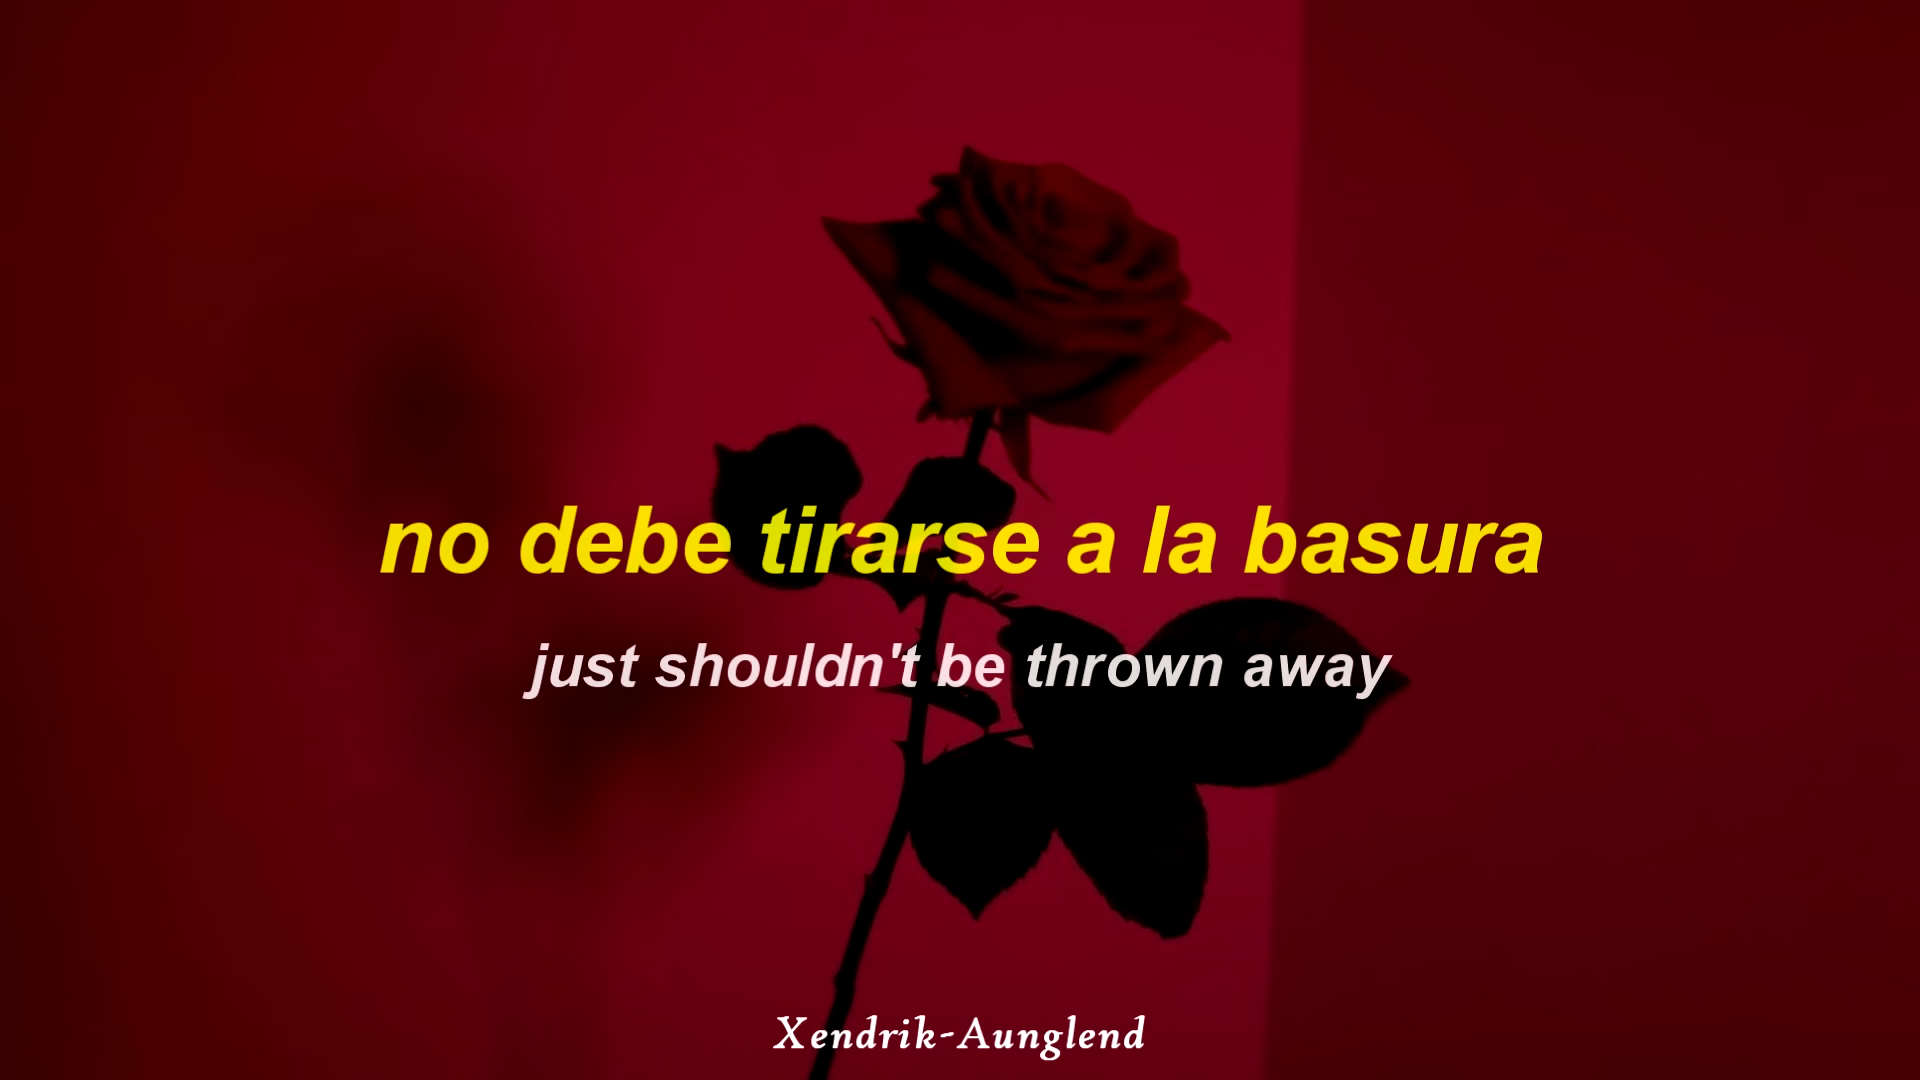 no debe tirarse a la basura
just shouldn't be thrown away
Xendrik-Aunglend